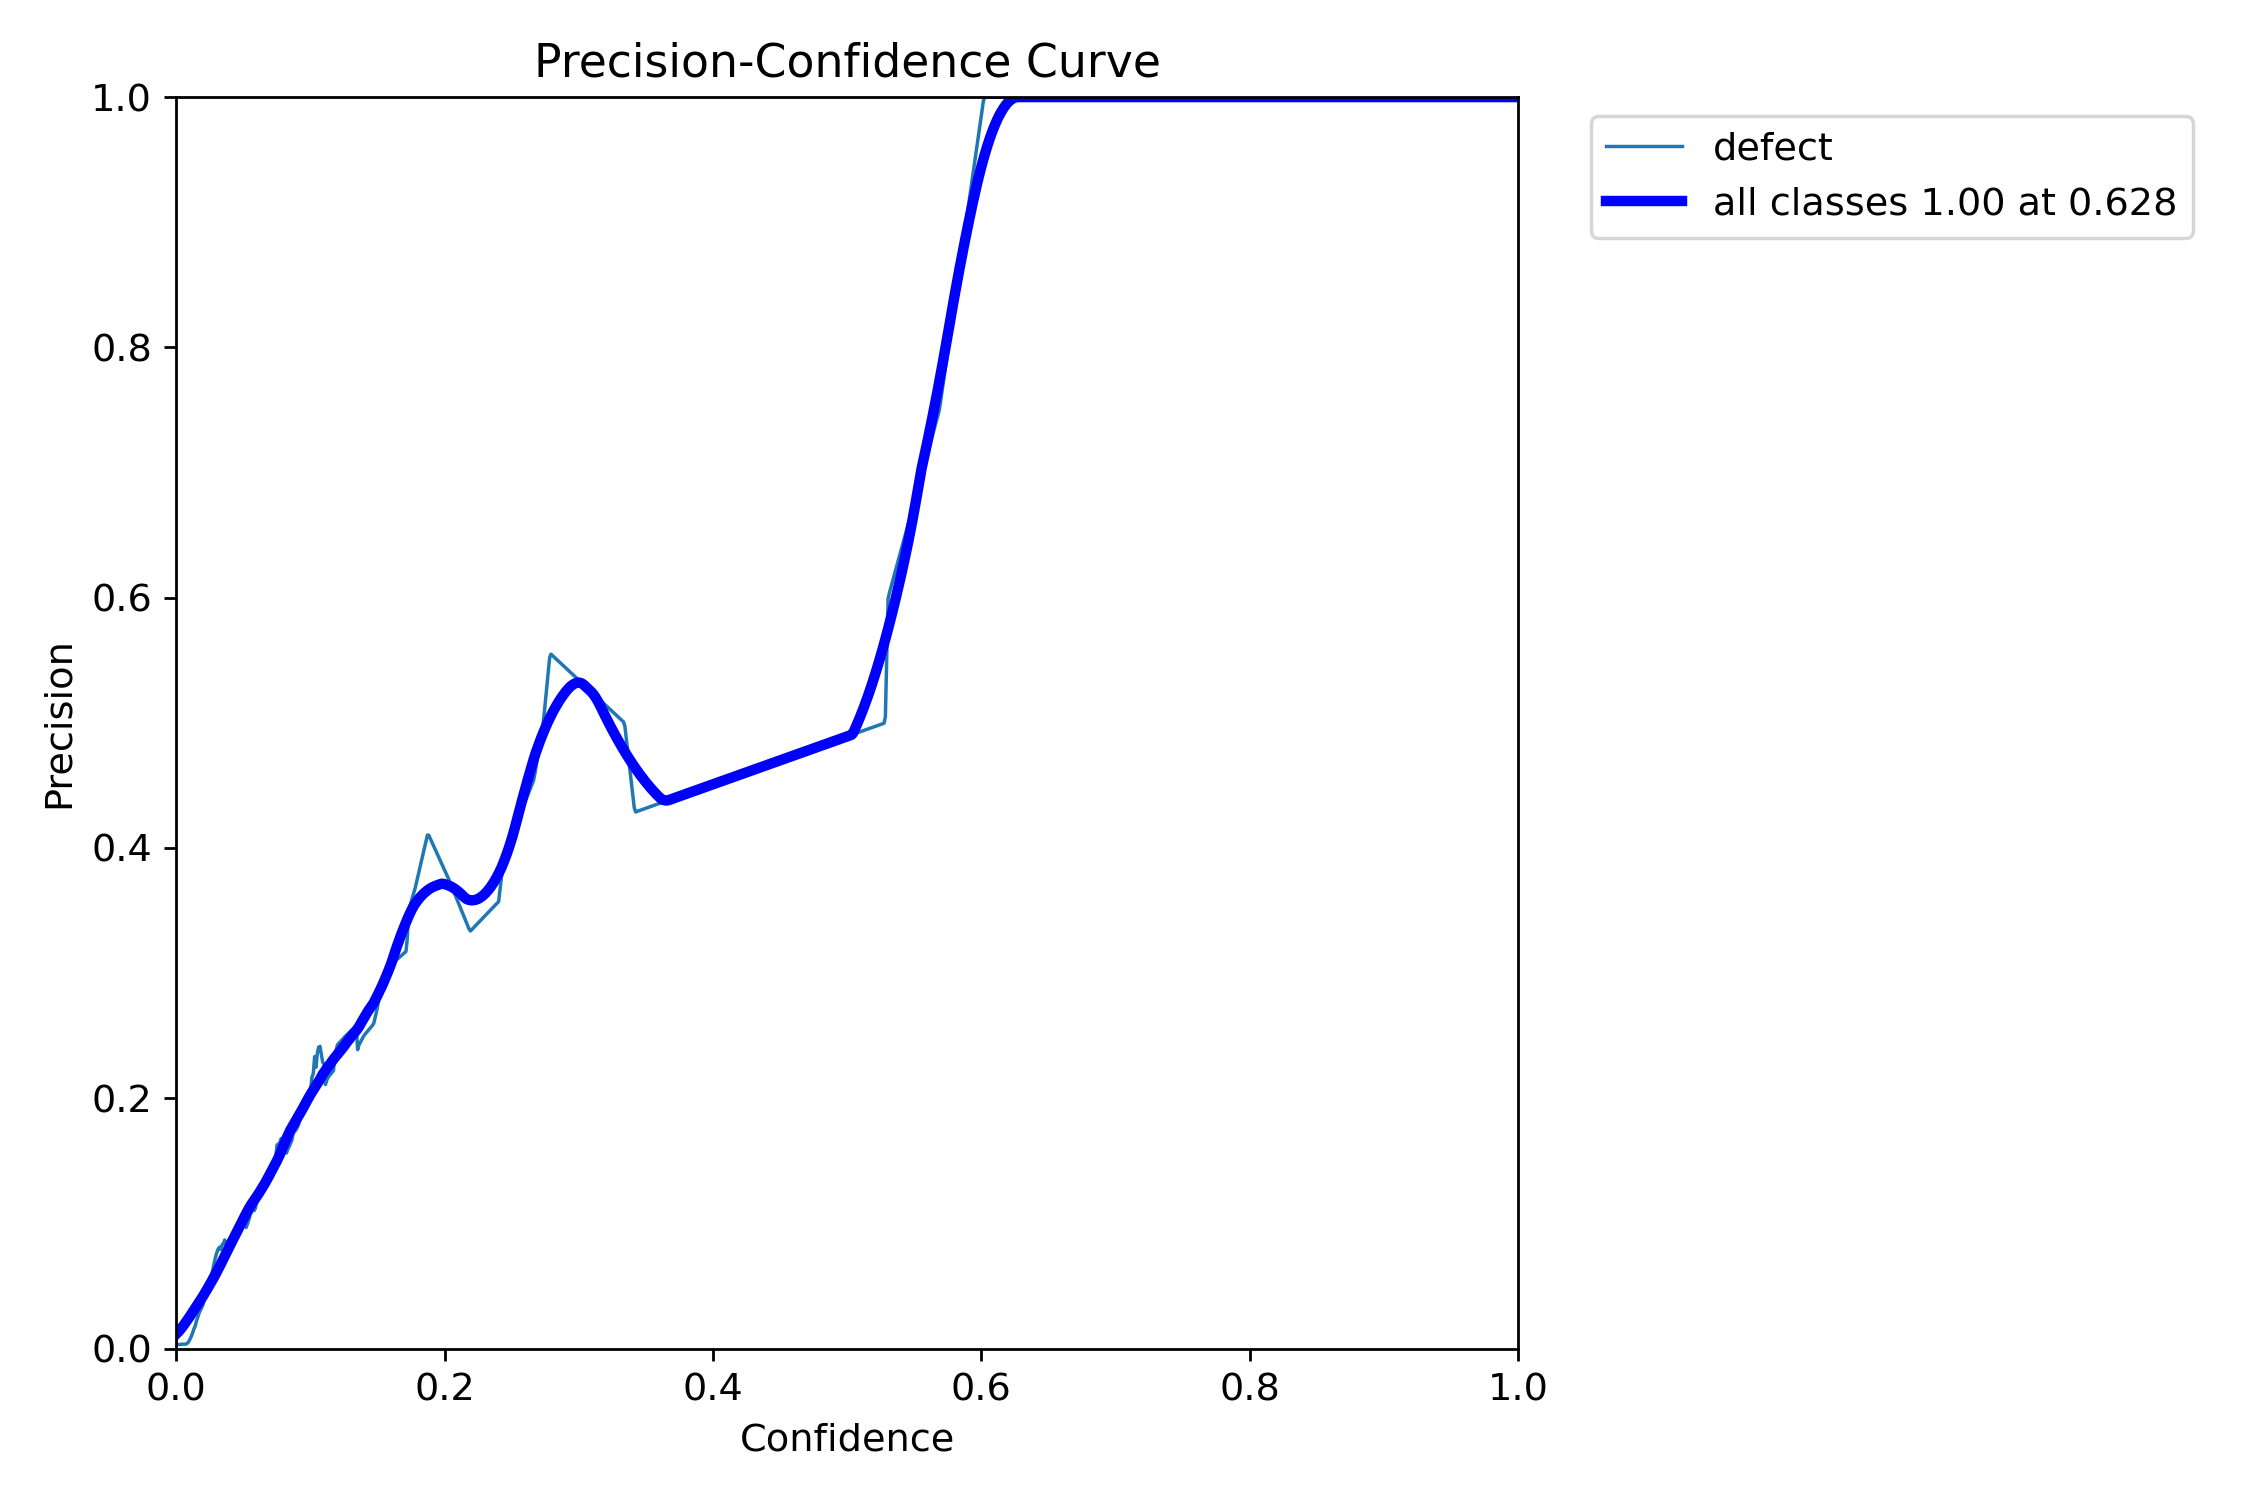 Precision-Confidence Curve
1.0
0.8
0.6
0.4
0.2
0.0
Precision
0.0 0.2 0.4 0.6 0.8 1.0
Confidence
defect
all classes 1.00 at 0.628